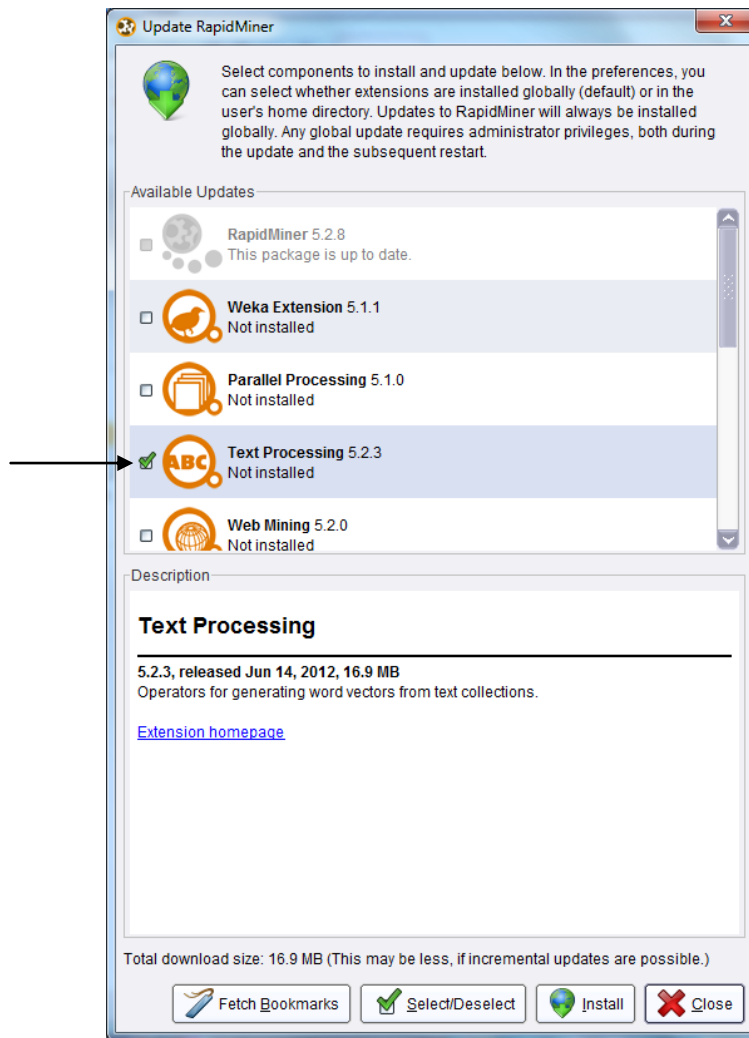 Update RapidMiner
Select components to install and update below. In the preferences, you
can select whether extensions are installed globally (default) or in the
user's home directory. Updates to RapidMiner will always be installed
globally. Any global update requires administrator privileges, both during
the update and the subsequent restart.
Available Updates
RapidMiner 5.2.8
This package is up to date.
Weka Extension 5.1.1
Not installed
Parallel Processing 5.1.0
Not installed
ABC
Text Processing 5.2.3
Not installed
Web Mining 5.2.0
Not installed
Description
Text Processing
5.2.3, released Jun 14, 2012, 16.9 MB
Operators for generating word vectors from text collections.
Extension homepage
Total download size: 16.9 MB (This may be less, if incremental updates are possible.)
Fetch Bookmarks Select/Deselect Install Close